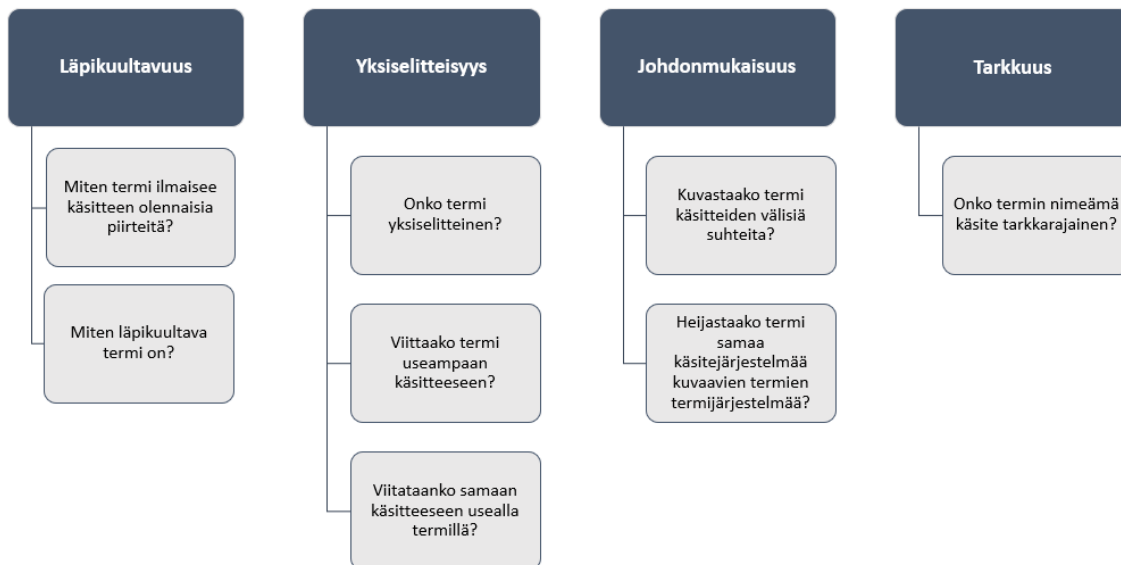 Läpikuultavuus
Miten termi ilmaisee
käsitteen olennaisia
piirteitä?
Miten läpikuultava
termi on?
Yksiselitteisyys
Onko termi
yksiselitteinen?
Viittaako termi
useampaan
käsitteeseen?
Viitataanko samaan
käsitteeseen usealla
termillä?
Johdonmukaisuus
Kuvastaako termi
käsitteiden välisiä
suhteita?
Heijastaako termi
samaa
käsitejärjestelmää
kuvaavien termien
termijärjestelmää?
Tarkkuus
Onko termin nimeämä
käsite tarkkarajainen?